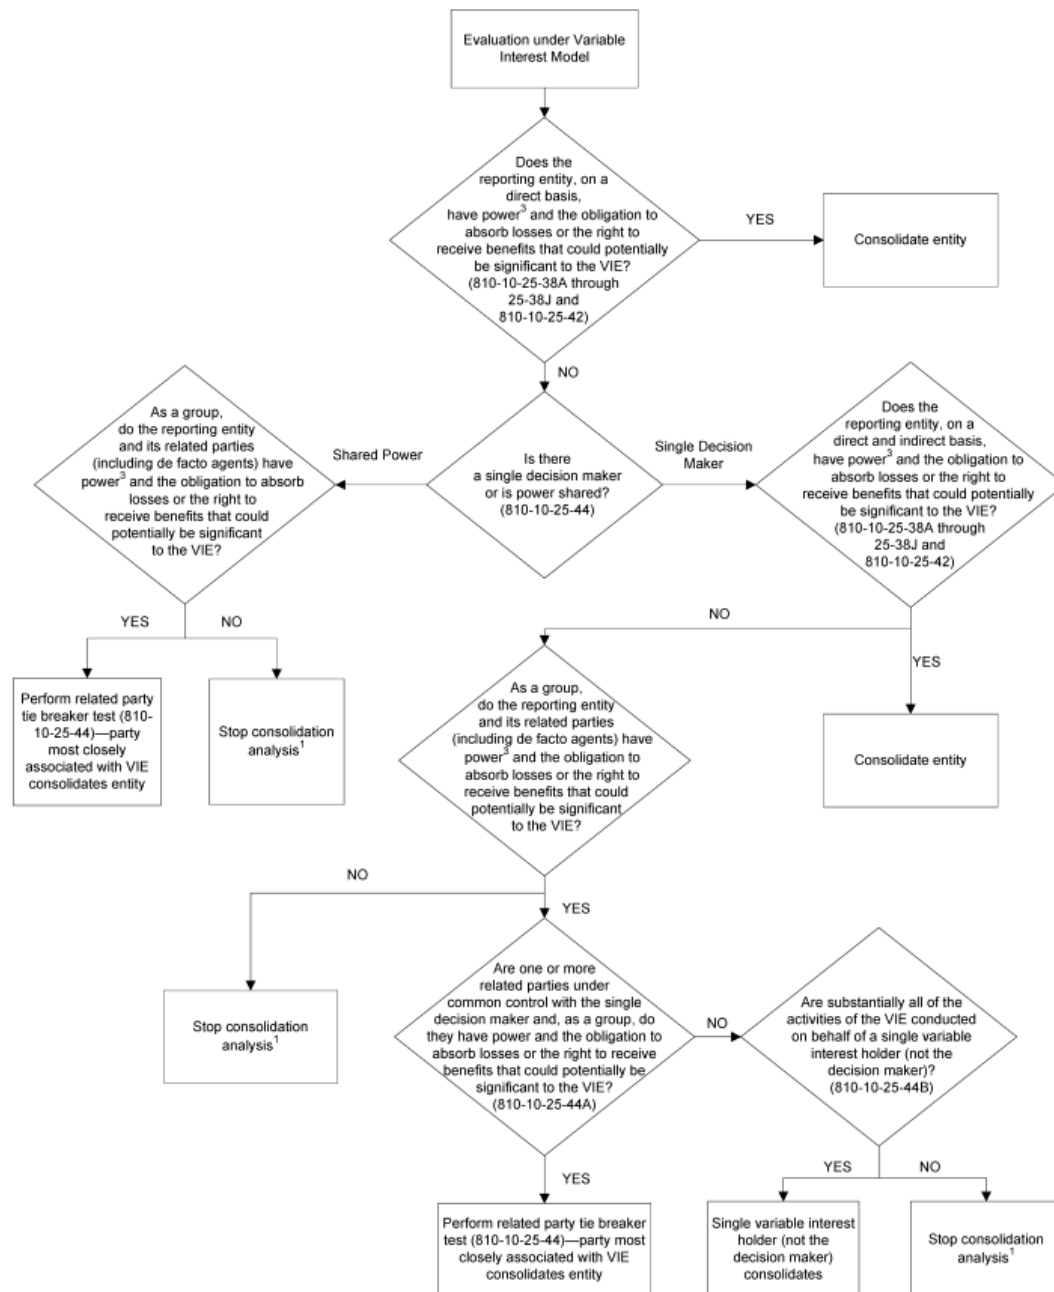 Evaluation under Variable
Interest Model
Does the
reporting entity, on a
direct basis,
have power³ and the obligation to
absorb losses or the right to
receive benefits that could potentially
be significant to the VIE?
(810-10-25-38A through
25-38J and
810-10-25-42)
YES
Consolidate entity
NO
As a group,
do the reporting entity
and its related parties
(including de facto agents) have
power³ and the obligation to absorb
losses or the right to
receive benefits that could
potentially be significant
to the VIE?
Shared Power
Is there
a single decision maker
or is power shared?
(810-10-25-44)
Single Decision
Maker
Does the
reporting entity, on a
direct and indirect basis,
have power³ and the obligation to
absorb losses or the right to
receive benefits that could potentially
be significant to the VIE?
(810-10-25-38A through
25-38J and
810-10-25-42)
YES
NO
Perform related party
tie breaker test (810-
10-25-44)—party
most closely
associated with VIE
consolidates entity
Stop consolidation
analysis¹
NO
YES
As a group,
do the reporting entity
and its related parties
(including de facto agents) have
power³ and the obligation to
absorb losses or the right to
receive benefits that could
potentially be significant
to the VIE?
Consolidate entity
NO
YES
Stop consolidation
analysis¹
Are one or more
related parties under
common control with the single
decision maker and, as a group, do
they have power and the obligation to
absorb losses or the right to receive
benefits that could potentially be
significant to the VIE?
(810-10-25-44A)
NO
Are substantially all of the
activities of the VIE conducted
on behalf of a single variable
interest holder (not the
decision maker)?
(810-10-25-44B)
YES
YES
NO
Perform related party tie breaker
test (810-10-25-44)—party most
closely associated with VIE
consolidates entity
Single variable interest
holder (not the
decision maker)
consolidates
Stop consolidation
analysis¹